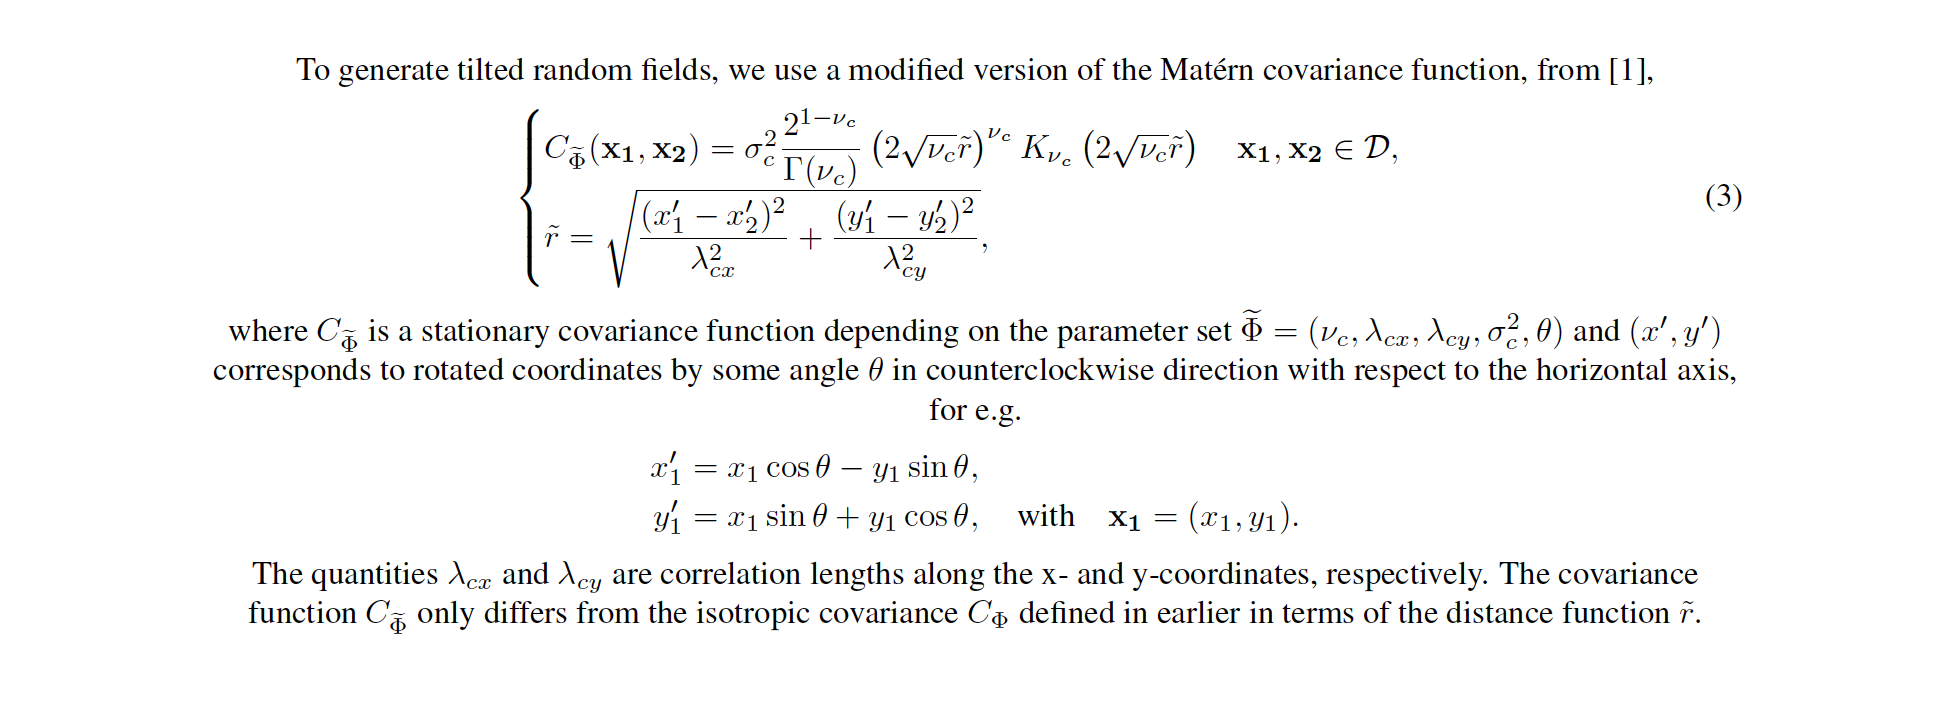 To generate tilted random fields, we use a modified version of the Matérn covariance function, from [1],
$$\begin{cases} C_{\widetilde{\Phi}}(\mathbf{x_1}, \mathbf{x_2}) = \sigma_c^2 \dfrac{2^{1-\nu_c}}{\Gamma(\nu_c)} \left(2\sqrt{\nu_c}\tilde{r}\right)^{\nu_c} K_{\nu_c}\left(2\sqrt{\nu_c}\tilde{r}\right) \quad \mathbf{x_1}, \mathbf{x_2} \in \mathcal{D}, \\ \tilde{r} = \sqrt{\dfrac{(x_1' - x_2')^2}{\lambda_{cx}^2} + \dfrac{(y_1' - y_2')^2}{\lambda_{cy}^2}}, \end{cases} \quad (3)$$
where $C_{\widetilde{\Phi}}$ is a stationary covariance function depending on the parameter set $\widetilde{\Phi} = (\nu_c, \lambda_{cx}, \lambda_{cy}, \sigma_c^2, \theta)$ and $(x', y')$
corresponds to rotated coordinates by some angle $\theta$ in counterclockwise direction with respect to the horizontal axis,
for e.g.
$x_1' = x_1 \cos\theta - y_1 \sin\theta,$
$y_1' = x_1 \sin\theta + y_1 \cos\theta, \quad \text{with} \quad \mathbf{x_1} = (x_1, y_1).$
The quantities $\lambda_{cx}$ and $\lambda_{cy}$ are correlation lengths along the x- and y-coordinates, respectively. The covariance
function $C_{\widetilde{\Phi}}$ only differs from the isotropic covariance $C_{\Phi}$ defined in earlier in terms of the distance function $\tilde{r}$.